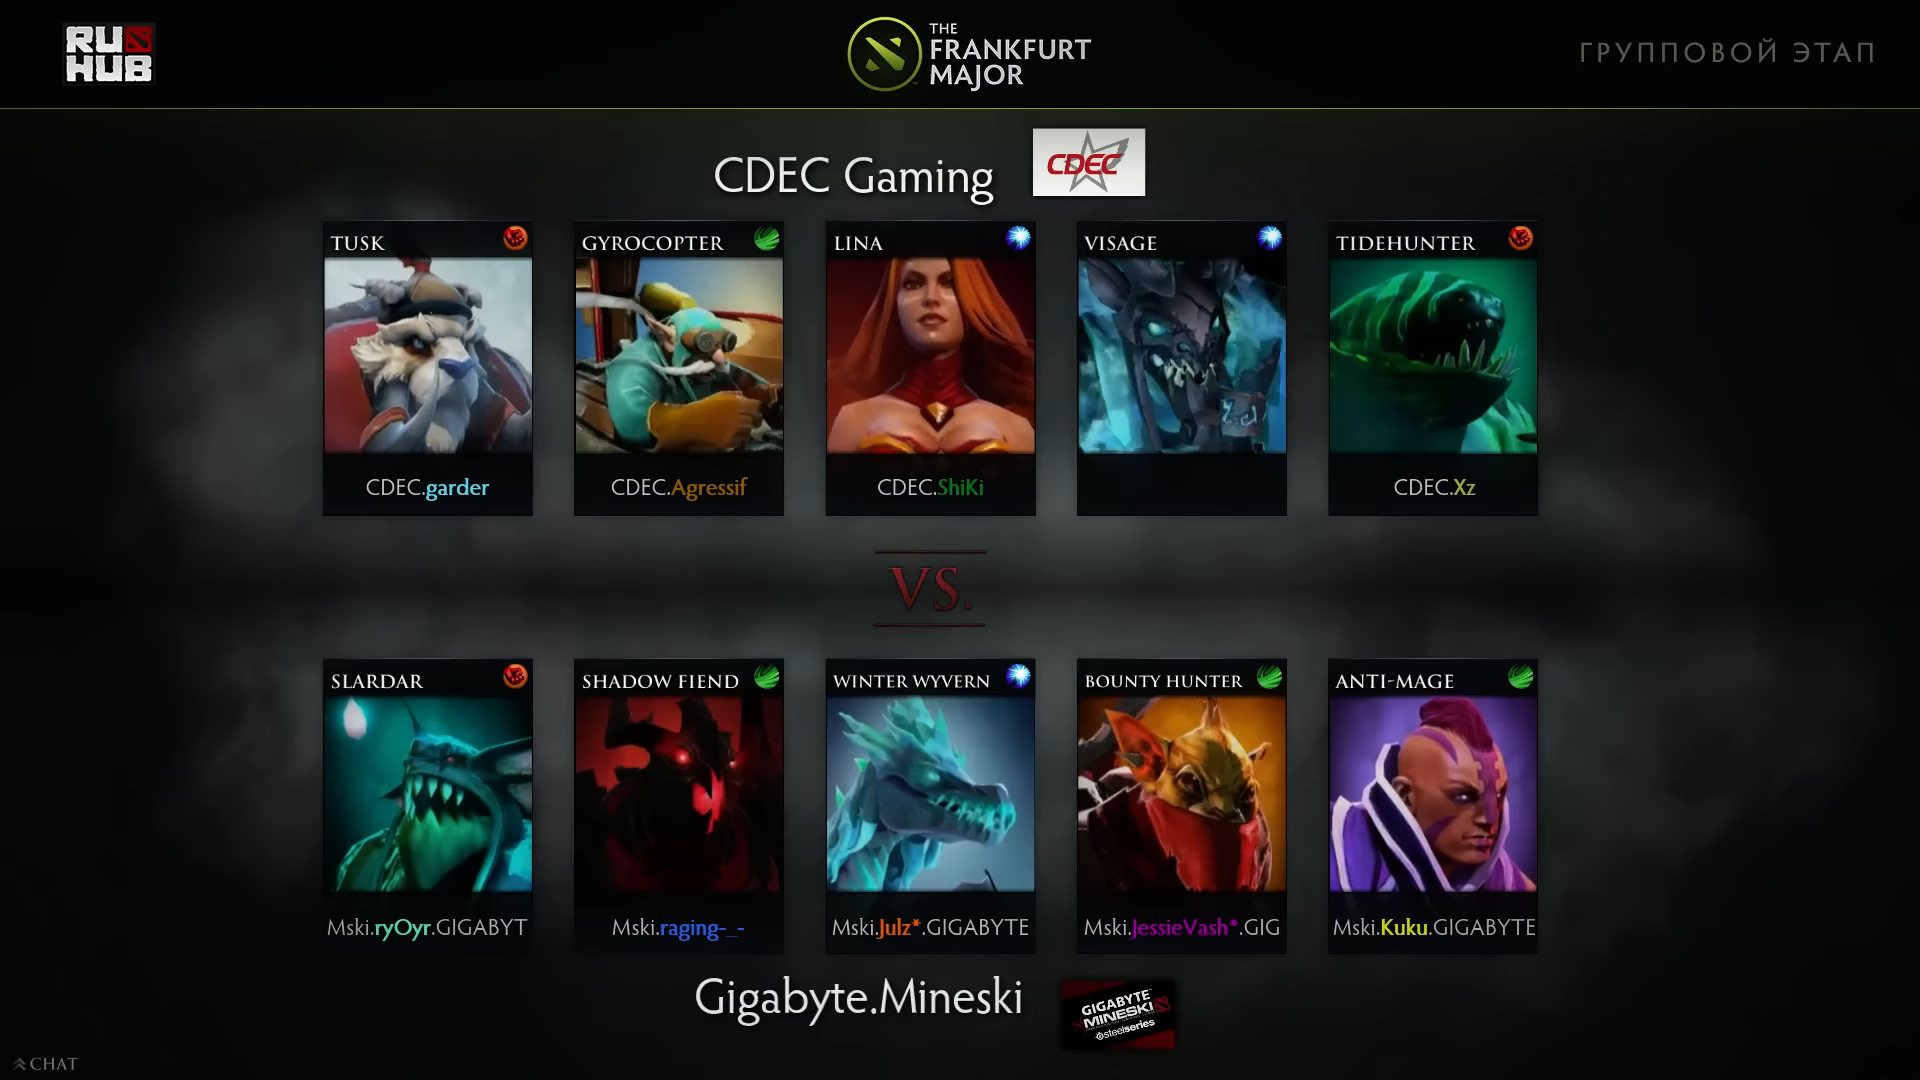 RU
HUB
THE
FRANKFURT
MAJOR
ГРУППОВОЙ ЭТАП
CDEC Gaming
CDEC
TUSK
GYROCOPTER
LINA
VISAGE
TIDEHUNTER
CDEC.garder
CDEC.Agressif
CDEC.ShiKi
CDEC.Xz
VS.
SLARDAR
SHADOW FIEND
WINTER WYVERN
BOUNTY HUNTER
ANTI-MAGE
Mski.ryOyr.GIGABYT
Mski.raging-_-
Mski.Julz*.GIGABYTE
Mski.JessieVash*.GIG
Mski.Kuku.GIGABYTE
Gigabyte.Mineski
GIGABYTE
MINESKI
steelseries
CHAT